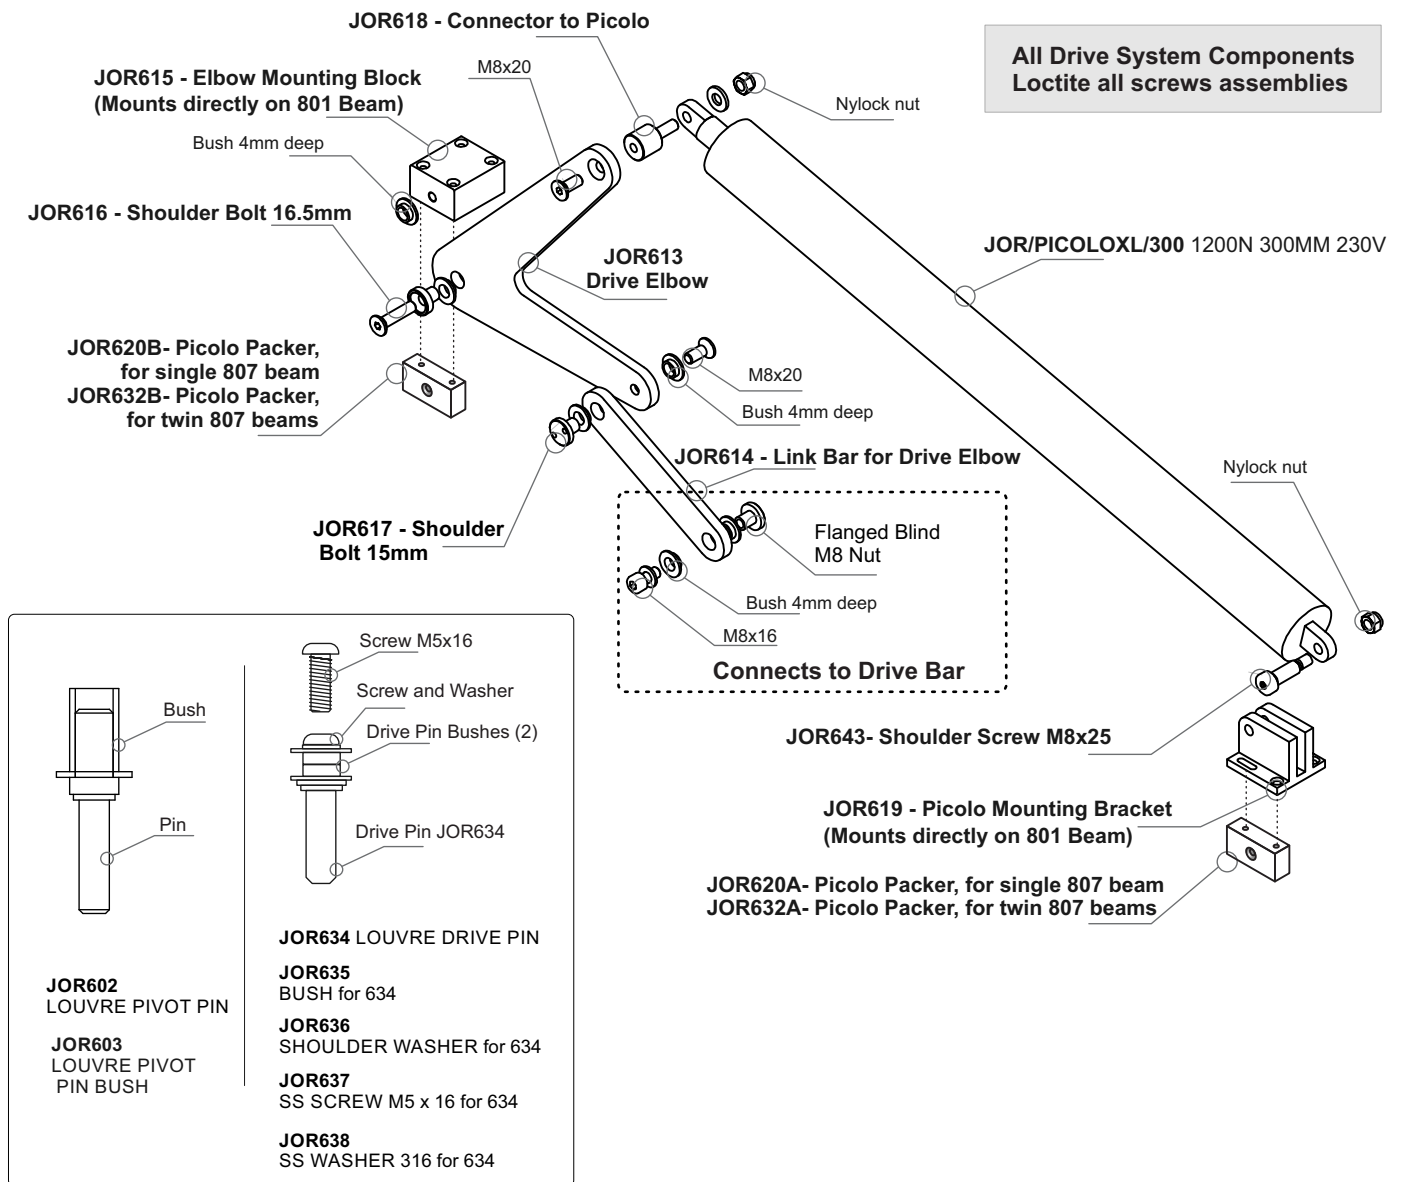 JOR618 - Connector to Picolo
All Drive System Components
Loctite all screws assemblies
JOR615 - Elbow Mounting Block
(Mounts directly on 801 Beam)
M8x20
Nylock nut
Bush 4mm deep
JOR616 - Shoulder Bolt 16.5mm
JOR613
Drive Elbow
JOR/PICOLOXL/300 1200N 300MM 230V
JOR620B- Picolo Packer,
for single 807 beam
JOR632B- Picolo Packer,
for twin 807 beams
M8x20
Bush 4mm deep
JOR614 - Link Bar for Drive Elbow
Nylock nut
JOR617 - Shoulder
Bolt 15mm
Flanged Blind
M8 Nut
Bush 4mm deep
M8x16
Connects to Drive Bar
JOR643- Shoulder Screw M8x25
JOR619 - Picolo Mounting Bracket
(Mounts directly on 801 Beam)
JOR620A- Picolo Packer, for single 807 beam
JOR632A- Picolo Packer, for twin 807 beams
Bush
Pin
JOR602
LOUVRE PIVOT PIN
JOR603
LOUVRE PIVOT
PIN BUSH
Screw M5x16
Screw and Washer
Drive Pin Bushes (2)
Drive Pin JOR634
JOR634 LOUVRE DRIVE PIN
JOR635
BUSH for 634
JOR636
SHOULDER WASHER for 634
JOR637
SS SCREW M5 x 16 for 634
JOR638
SS WASHER 316 for 634